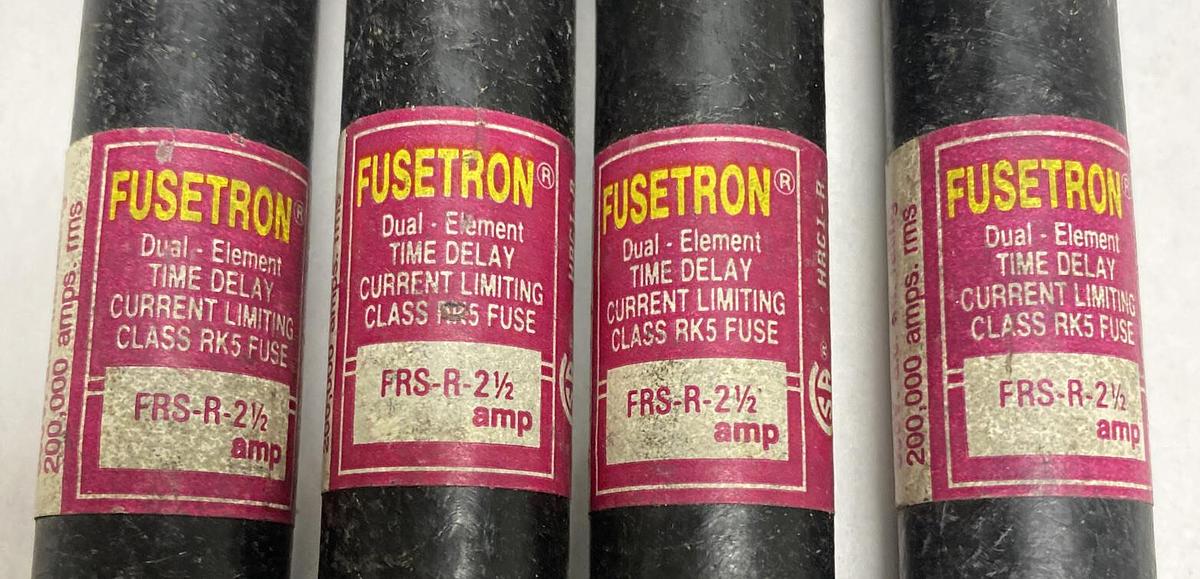 200,000 amps. rms
FUSETRON®
Dual - Element
TIME DELAY
CURRENT LIMITING
CLASS RK5 FUSE
FRS-R-2½
amp
FUSETRON®
Dual - Element
TIME DELAY
CURRENT LIMITING
CLASS RK5 FUSE
FRS-R-2½
amp
FUSETRON®
Dual - Element
TIME DELAY
CURRENT LIMITING
CLASS RK5 FUSE
FRS-R-2½
amp
® HRCI-R
200,000 amps. rms
FUSETRON®
Dual - Element
TIME DELAY
CURRENT LIMITING
CLASS RK5 FUSE
FRS-R-2½
amp